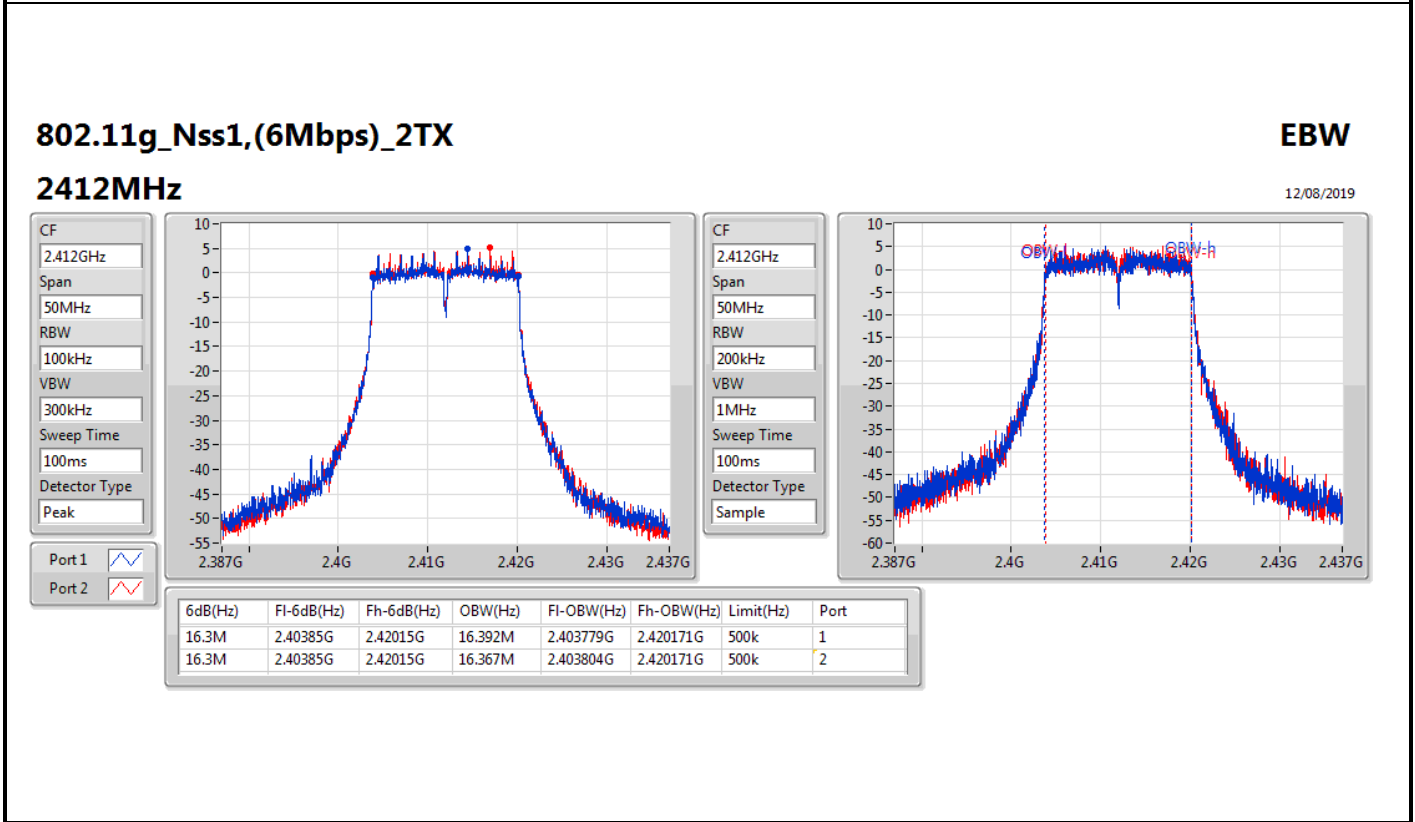 802.11g_Nss1,(6Mbps)_2TX
EBW
2412MHz
12/08/2019
CF
2.412GHz
Span
50MHz
RBW
100kHz
VBW
300kHz
Sweep Time
100ms
Detector Type
Peak
Port 1
Port 2
10
5
0
-5
-10
-15
-20
-25
-30
-35
-40
-45
-50
-55
2.387G 2.4G 2.41G 2.42G 2.43G 2.437G
CF
2.412GHz
Span
50MHz
RBW
200kHz
VBW
1MHz
Sweep Time
100ms
Detector Type
Sample
10
5
0
-5
-10
-15
-20
-25
-30
-35
-40
-45
-50
-55
-60
OBW-l OBW-h
2.387G 2.4G 2.41G 2.42G 2.43G 2.437G
6dB(Hz) Fl-6dB(Hz) Fh-6dB(Hz) OBW(Hz) Fl-OBW(Hz) Fh-OBW(Hz) Limit(Hz) Port
16.3M 2.40385G 2.42015G 16.392M 2.403779G 2.420171G 500k 1
16.3M 2.40385G 2.42015G 16.367M 2.403804G 2.420171G 500k 2